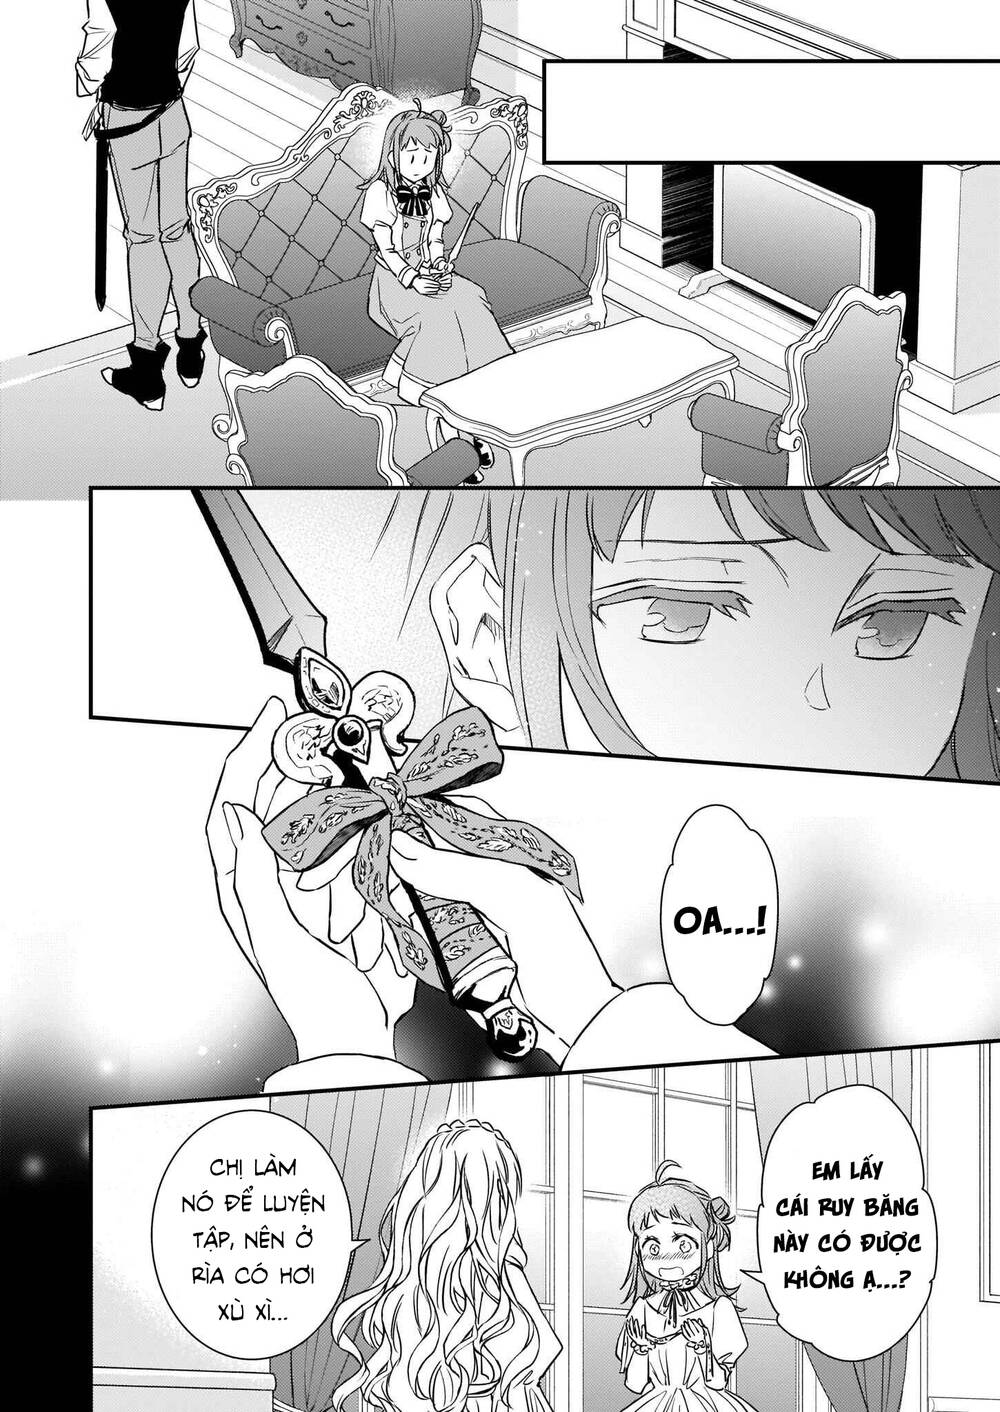 OA...!
EM LẤY
CÁI RUY BĂNG
NÀY CÓ ĐƯỢC
KHÔNG Ạ...?
CHỊ LÀM
NÓ ĐỂ LUYỆN
TẬP, NÊN Ở
RÌA CÓ HƠI
XÙ XÌ...